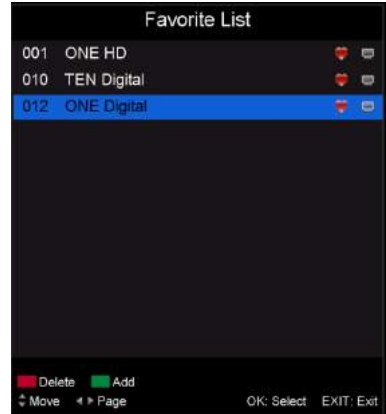 Favorite List
001 ONE HD
010 TEN Digital
012 ONE Digital
Delete Add
Move Page OK: Select EXIT: Exit